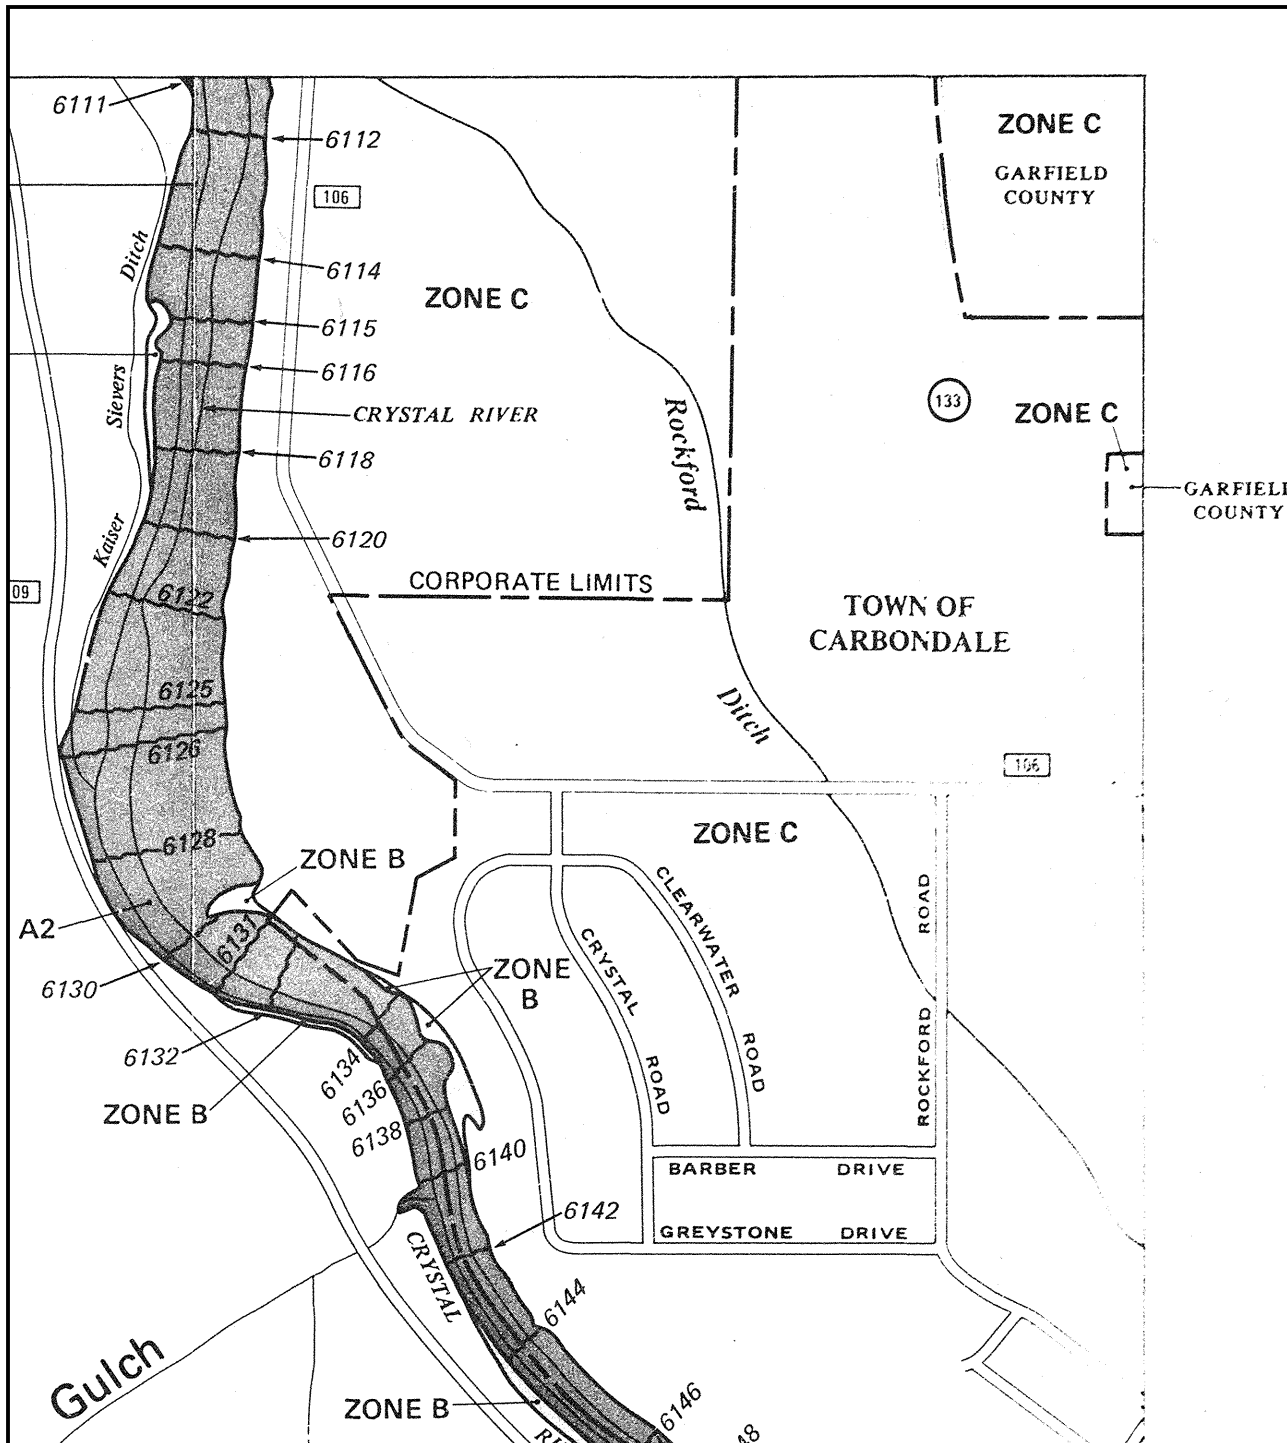 6111
6112
ZONE C
GARFIELD
COUNTY
106
Ditch
6114
ZONE C
6115
Sievers
6116
CRYSTAL RIVER
133
ZONE C
Rockford
6118
GARFIEL
COUNTY
Kaiser
6120
09
6122
CORPORATE LIMITS
TOWN OF
CARBONDALE
6125
Ditch
6126
106
6128
ZONE B
ZONE C
A2
6131
CLEARWATER
ROAD
CRYSTAL
ROAD
ROCKFORD
ROAD
6130
ZONE
B
6132
6134
6136
6138
ZONE B
6140
BARBER DRIVE
6142
GREYSTONE DRIVE
CRYSTAL
6144
Gulch
ZONE B
6146
48